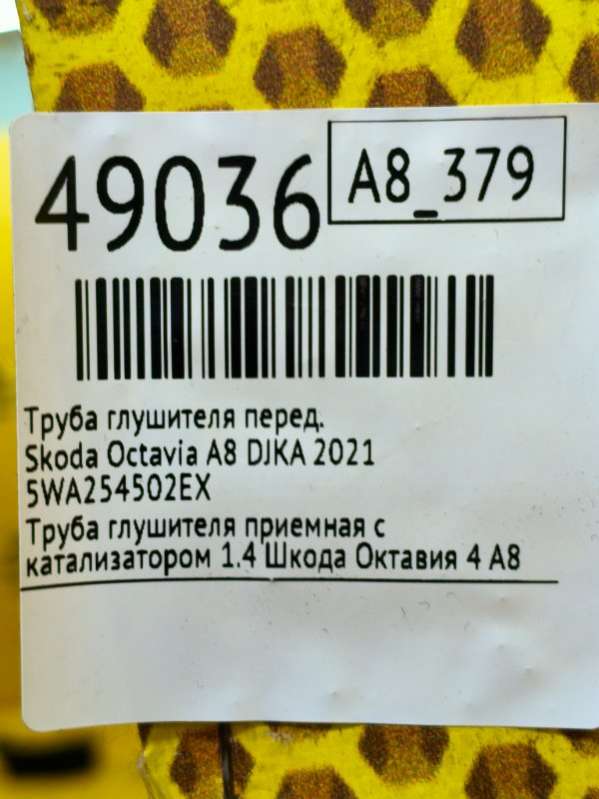 49036
A8_379
Труба глушителя перед.
Skoda Octavia A8 DJKA 2021
5WA254502EX
Труба глушителя приемная с
катализатором 1.4 Шкода Октавия 4 А8